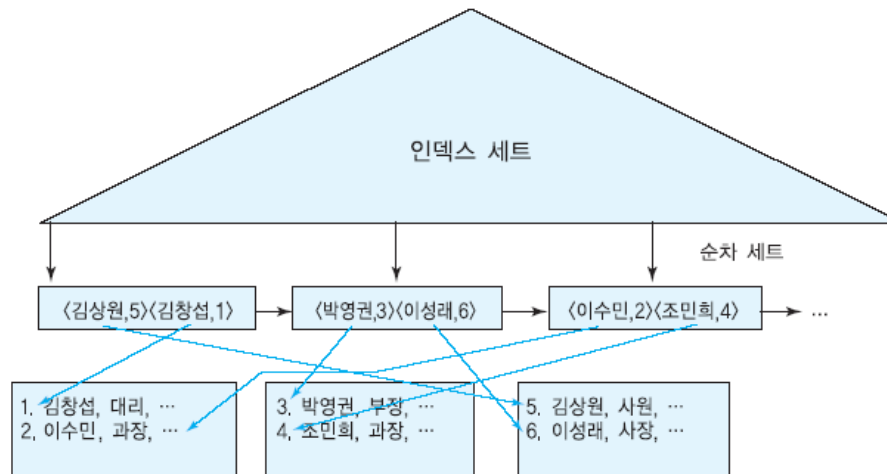 인덱스 세트
순차 세트
〈김상원,5〉〈김창섭,1〉
〈박영권,3〉〈이성래,6〉
〈이수민,2〉〈조민희,4〉
...
1. 김창섭, 대리, …
2. 이수민, 과장, …
3. 박영권, 부장, …
4. 조민희, 과장, …
5. 김상원, 사원, …
6. 이성래, 사장, …